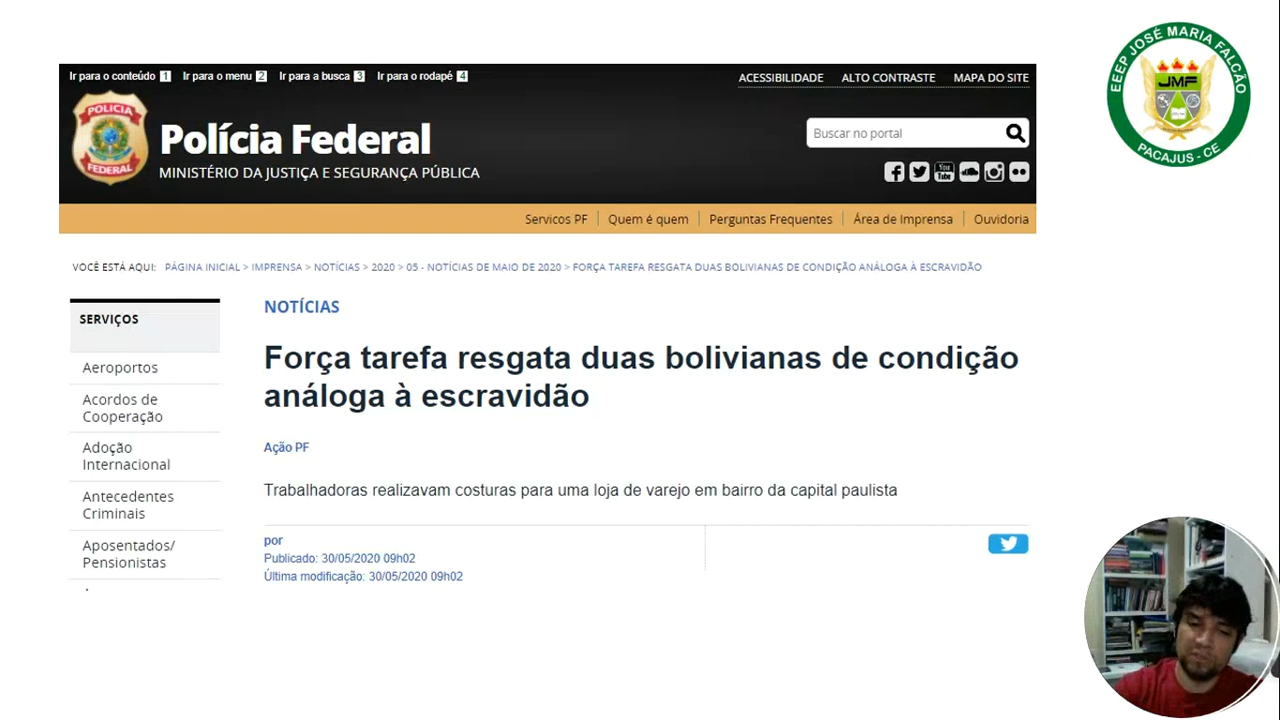 Ir para o conteúdo 1 Ir para o menu 2 Ir para a busca 3 Ir para o rodapé 4
ACESSIBILIDADE ALTO CONTRASTE MAPA DO SITE
POLÍCIA
FEDERAL
Polícia Federal
MINISTÉRIO DA JUSTIÇA E SEGURANÇA PÚBLICA
Buscar no portal
You
Tube
Servicos PF Quem é quem Perguntas Frequentes Área de Imprensa Ouvidoria
VOCÊ ESTÁ AQUI: PÁGINA INICIAL > IMPRENSA > NOTÍCIAS > 2020 > 05 - NOTÍCIAS DE MAIO DE 2020 > FORÇA TAREFA RESGATA DUAS BOLIVIANAS DE CONDIÇÃO ANÁLOGA À ESCRAVIDÃO
SERVIÇOS
Aeroportos
Acordos de
Cooperação
Adoção
Internacional
Antecedentes
Criminais
Aposentados/
Pensionistas
NOTÍCIAS
Força tarefa resgata duas bolivianas de condição
análoga à escravidão
Ação PF
Trabalhadoras realizavam costuras para uma loja de varejo em bairro da capital paulista
por
Publicado: 30/05/2020 09h02
Última modificação: 30/05/2020 09h02
EEEP JOSÉ MARIA FALCÃO
JMF
PACAJUS - CE